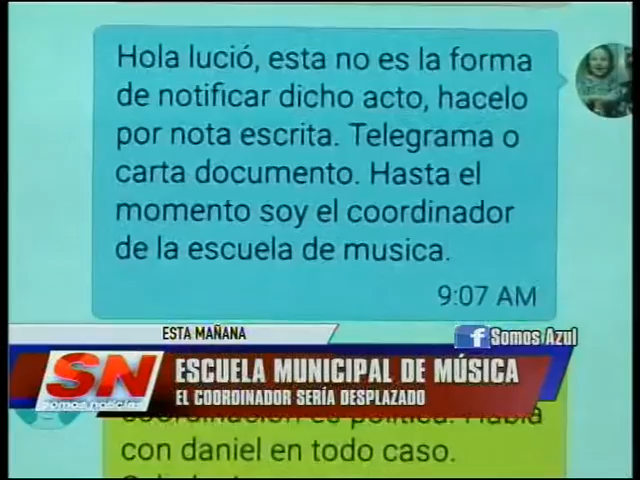 Hola lució, esta no es la forma
de notificar dicho acto, hacelo
por nota escrita. Telegrama o
carta documento. Hasta el
momento soy el coordinador
de la escuela de musica.
9:07 AM
ESTA MAÑANA
f Somos Azul
SN
somos noticias
ESCUELA MUNICIPAL DE MÚSICA
EL COORDINADOR SERÍA DESPLAZADO
política. Habla
con daniel en todo caso.